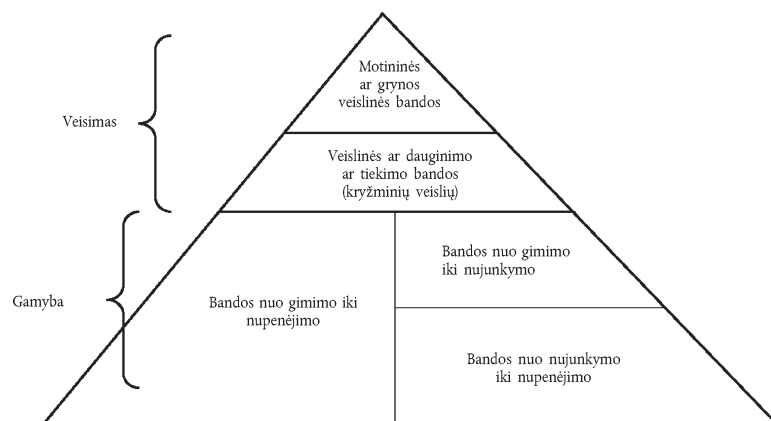 Motininės
ar grynos
veislinės bandos
Veisimas
Veislinės ar dauginimo
ar tiekimo bandos
(kryžminių veislių)
Bandos nuo gimimo
iki nujunkymo
Gamyba
Bandos nuo gimimo iki
nupenėjimo
Bandos nuo nujunkymo
iki nupenėjimo